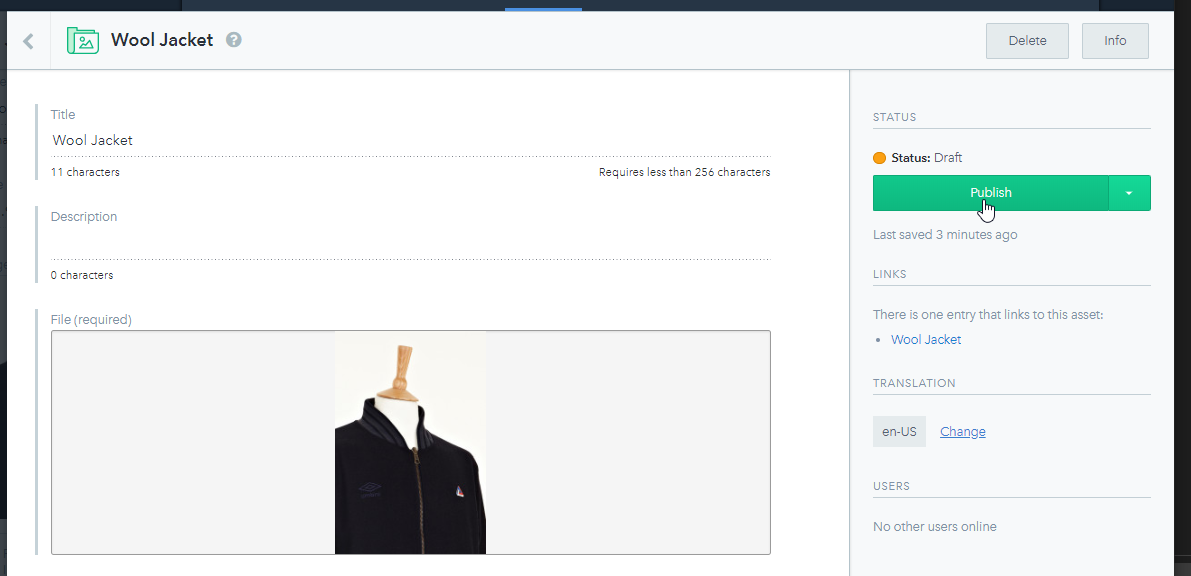 Wool Jacket ?
Delete
Info
Title
Wool Jacket
11 characters
Requires less than 256 characters
Description
0 characters
File (required)
STATUS
Status: Draft
Publish
Last saved 3 minutes ago
LINKS
There is one entry that links to this asset:
• Wool Jacket
TRANSLATION
en-US Change
USERS
No other users online